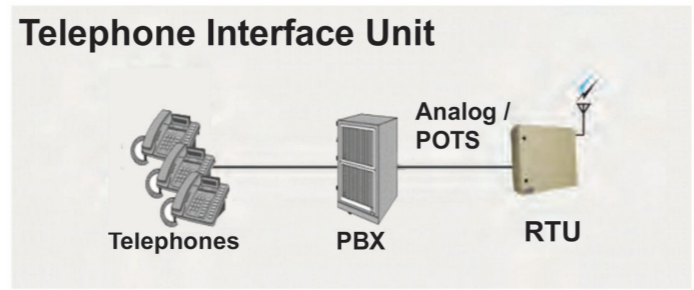 Telephone Interface Unit
Analog /
POTS
Telephones
PBX
RTU